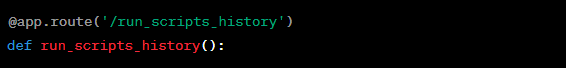 @app.route('/run_scripts_history')
def run_scripts_history():